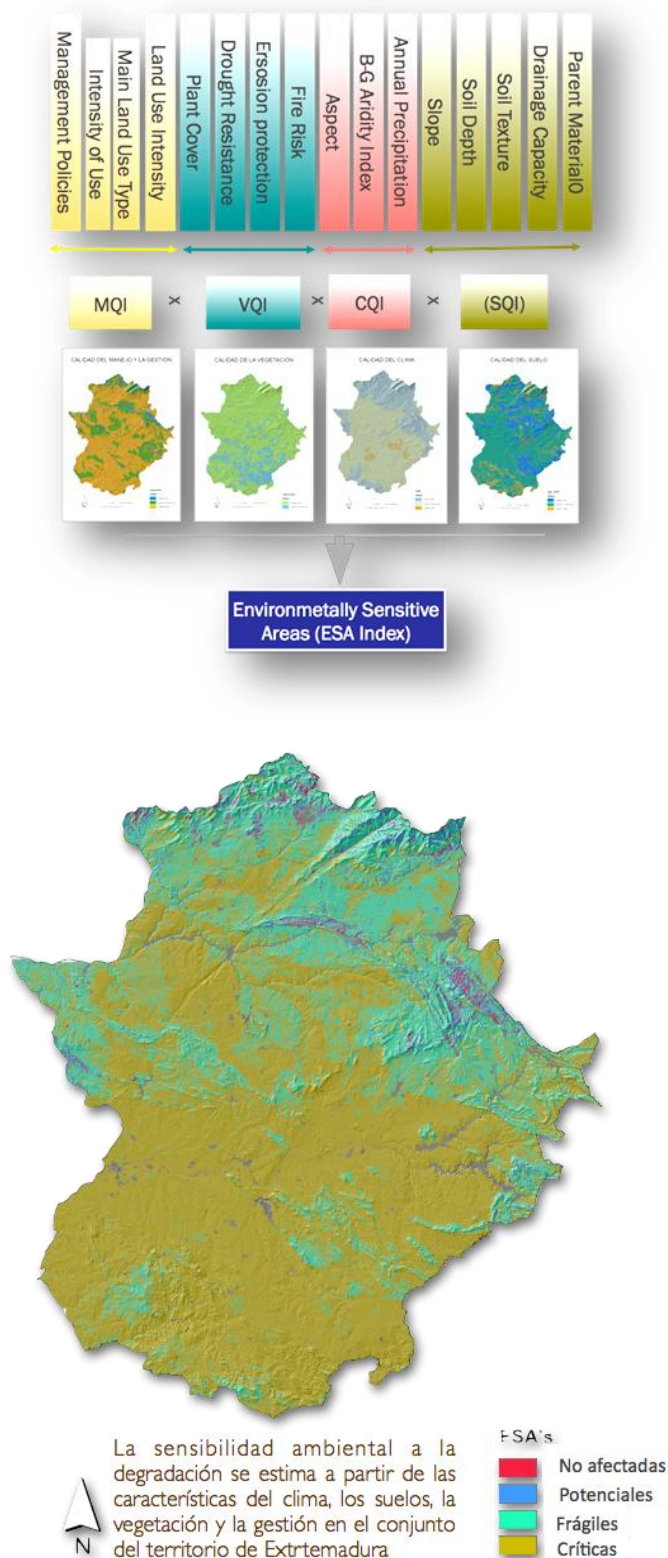 Management Policies
Intensity of Use
Main Land Use Type
Land Use Intensity
Plant Cover
Drought Resistance
Ersosion protection
Fire Risk
Aspect
B-G Aridity Index
Annual Precipitation
Slope
Soil Depth
Soil Texture
Drainage Capacity
Parent MaterialO
MQI x VQI x CQI x (SQI)
CALIDAD DEL MANEJO Y LA GESTIÓN
CALIDAD DE LA VEGETACIÓN
CALIDAD DEL CLIMA
CALIDAD DEL SUELO
Environmetally Sensitive
Areas (ESA Index)
La sensibilidad ambiental a la
degradación se estima a partir de las
características del clima, los suelos, la
vegetación y la gestión en el conjunto
del territorio de Extrtemadura
N
ESA's
No afectadas
Potenciales
Frágiles
Críticas